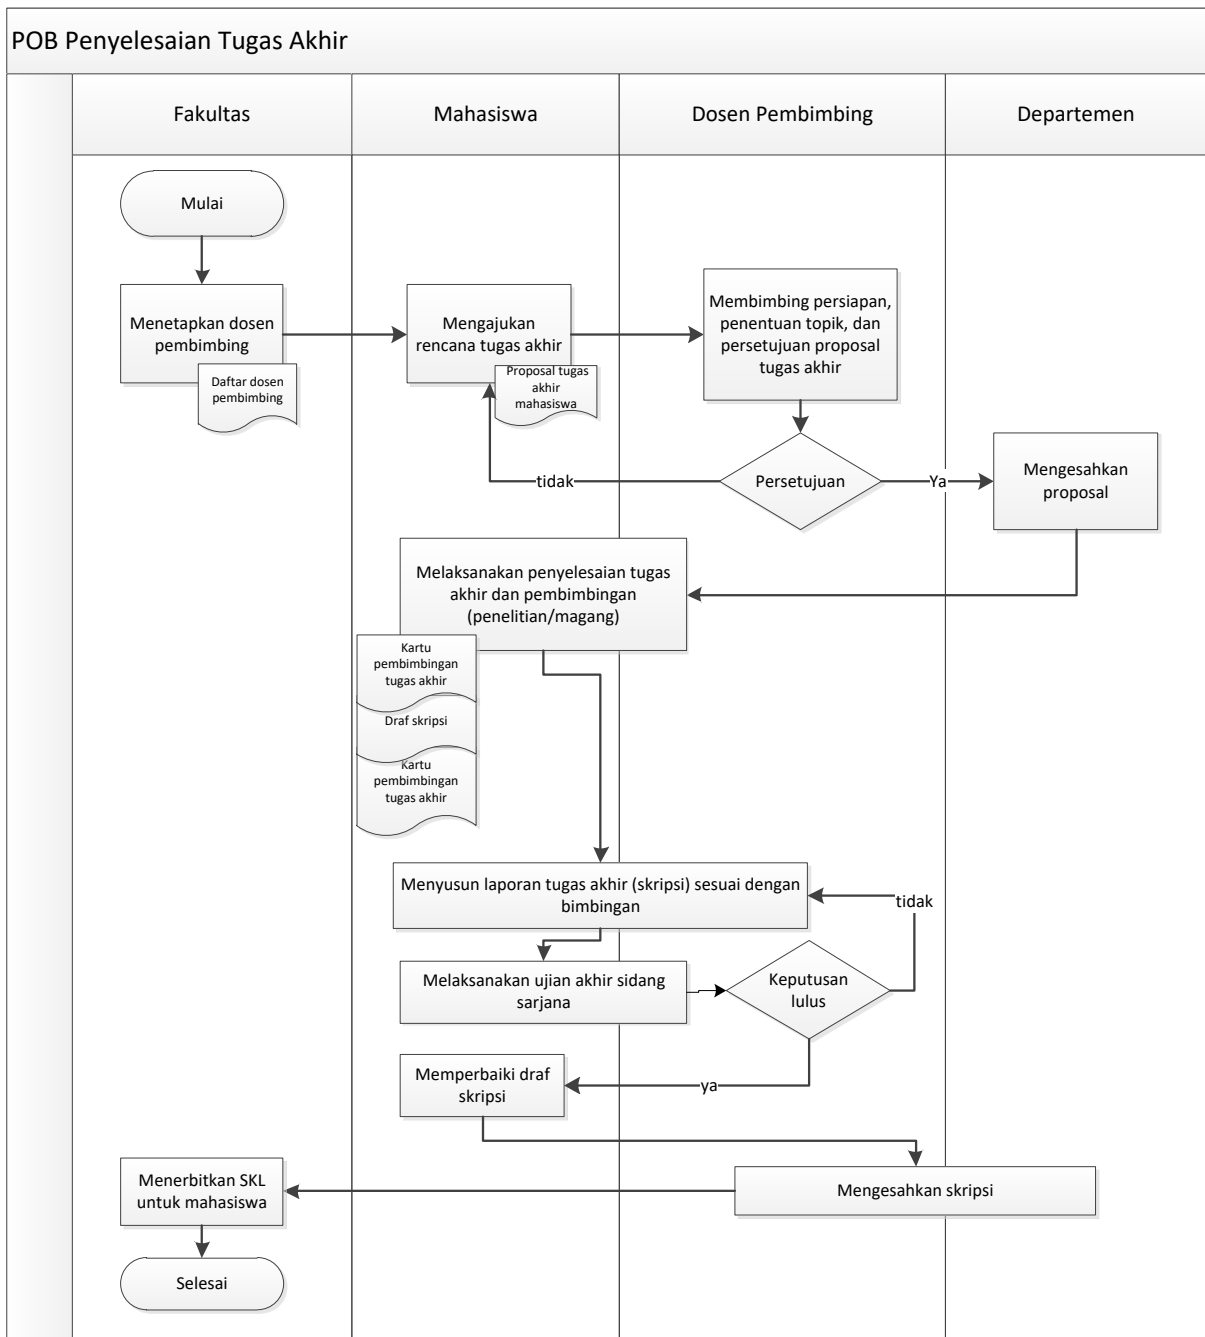 POB Penyelesaian Tugas Akhir
Fakultas
Mahasiswa
Dosen Pembimbing
Departemen
Mulai
Menetapkan dosen
pembimbing
Daftar dosen
pembimbing
Mengajukan
rencana tugas akhir
Proposal tugas
akhir
mahasiswa
Membimbing persiapan,
penentuan topik, dan
persetujuan proposal
tugas akhir
Persetujuan
tidak
Ya
Mengesahkan
proposal
Melaksanakan penyelesaian tugas
akhir dan pembimbingan
(penelitian/magang)
Kartu
pembimbingan
tugas akhir
Draf skripsi
Kartu
pembimbingan
tugas akhir
Menyusun laporan tugas akhir (skripsi) sesuai dengan
bimbingan
tidak
Melaksanakan ujian akhir sidang
sarjana
Keputusan
lulus
Memperbaiki draf
skripsi
ya
Menerbitkan SKL
untuk mahasiswa
Mengesahkan skripsi
Selesai